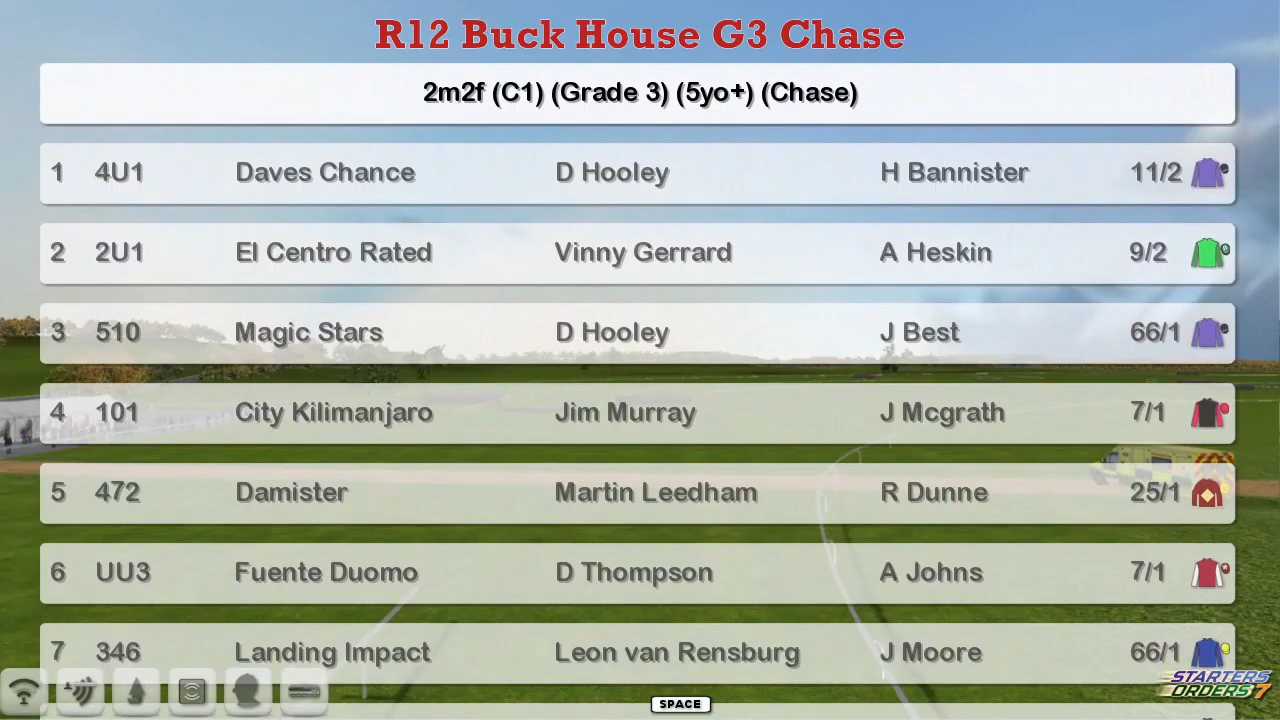 R12 Buck House G3 Chase
2m2f (C1) (Grade 3) (5yo+) (Chase)
1 4U1 Daves Chance D Hooley H Bannister 11/2
2 2U1 El Centro Rated Vinny Gerrard A Heskin 9/2
3 510 Magic Stars D Hooley J Best 66/1
4 101 City Kilimanjaro Jim Murray J Mcgrath 7/1
5 472 Damister Martin Leedham R Dunne 25/1
6 UU3 Fuente Duomo D Thompson A Johns 7/1
7 346 Landing Impact Leon van Rensburg J Moore 66/1
STARTERS ORDERS 7
SPACE